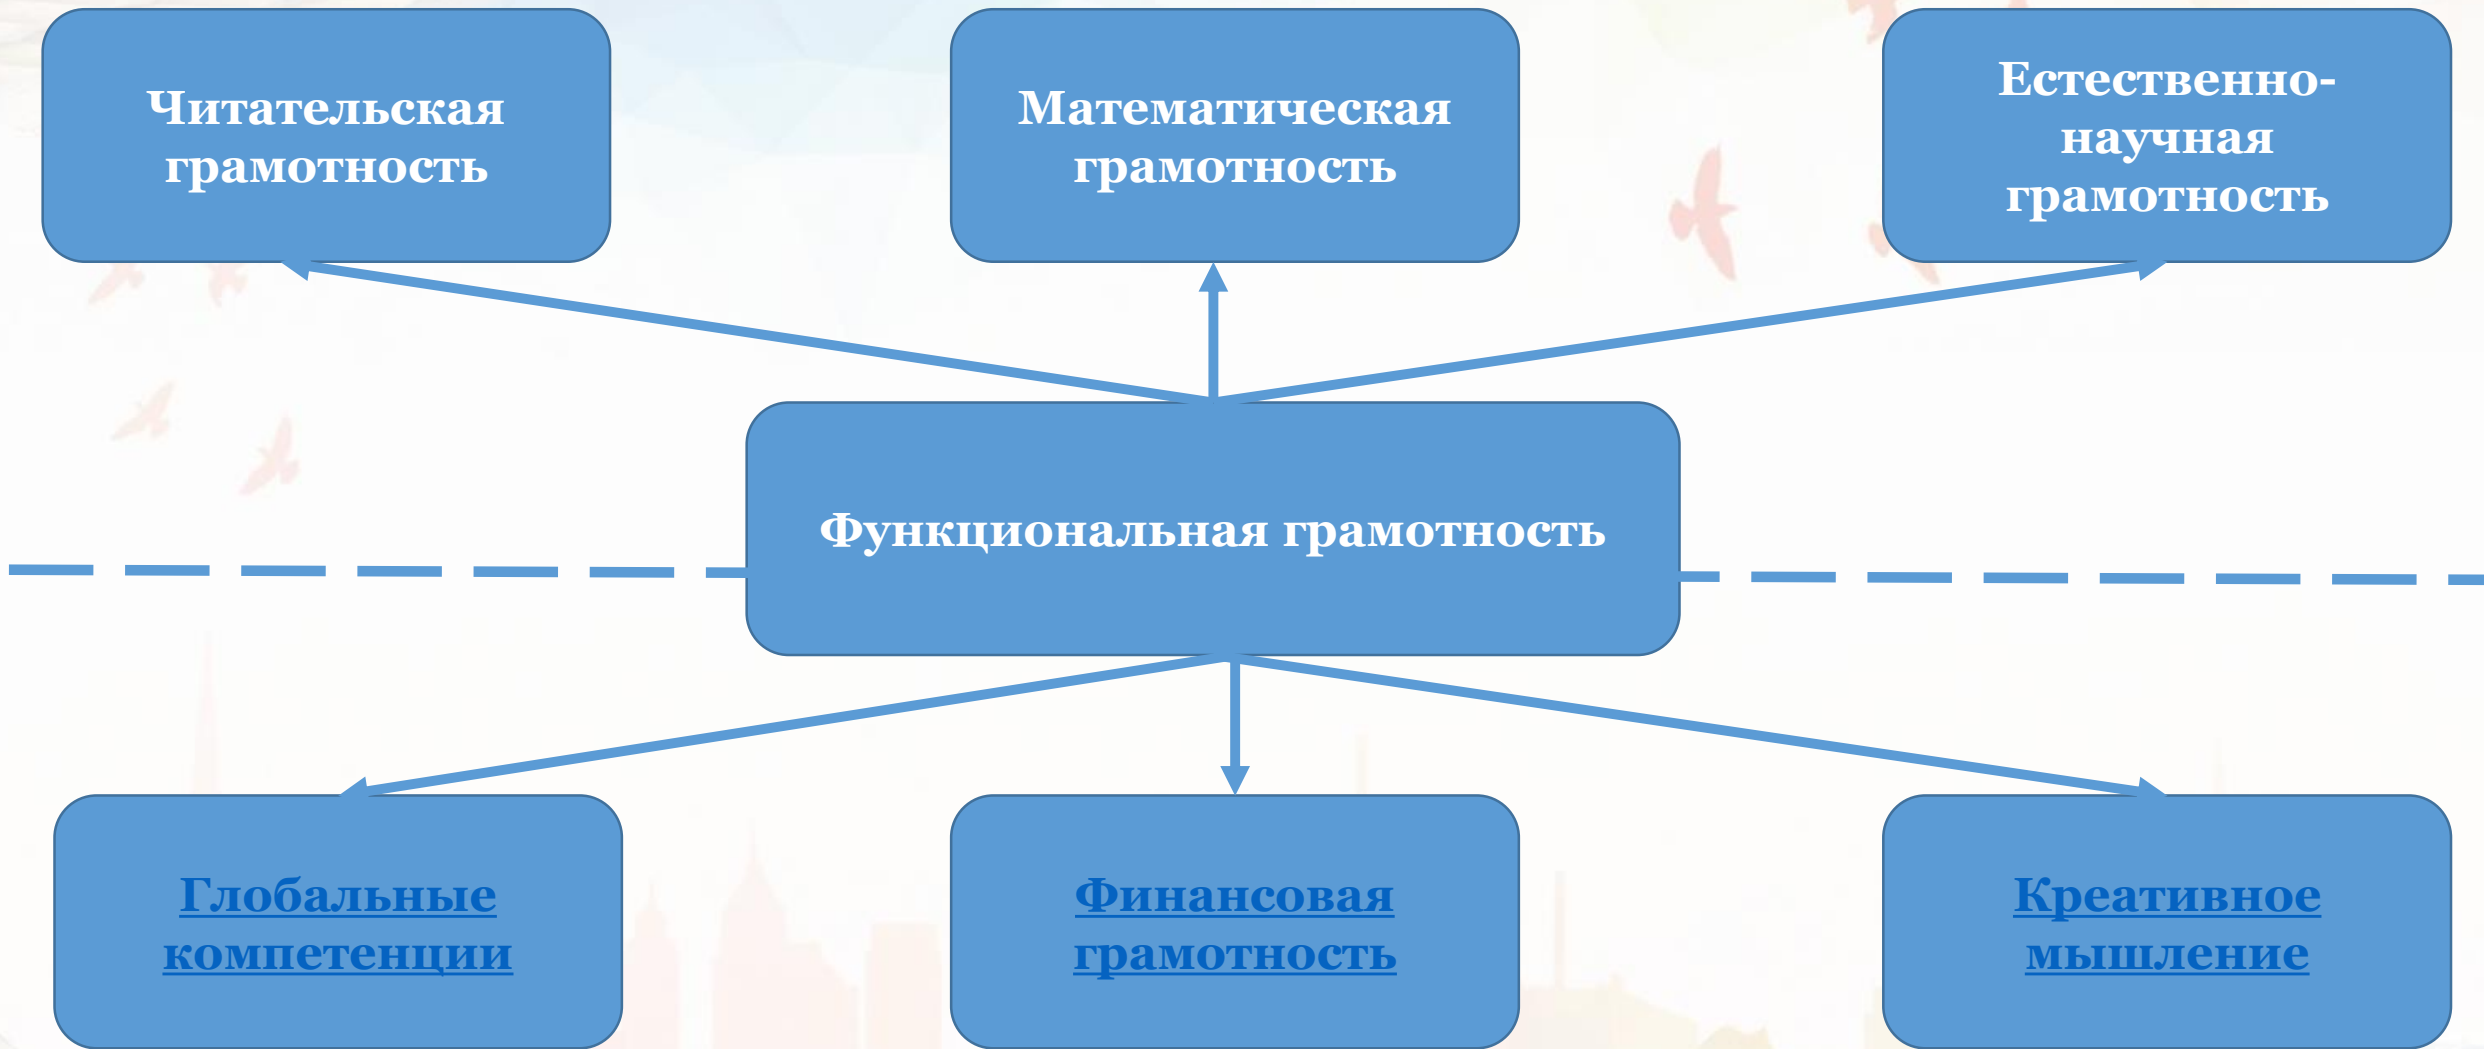 Читательская
грамотность
Математическая
грамотность
Естественно-
научная
грамотность
Функциональная грамотность
Глобальные
компетенции
Финансовая
грамотность
Креативное
мышление